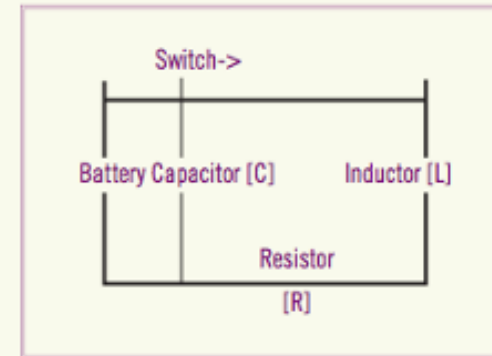 Switch->
Battery Capacitor [C] Inductor [L]
Resistor
[R]